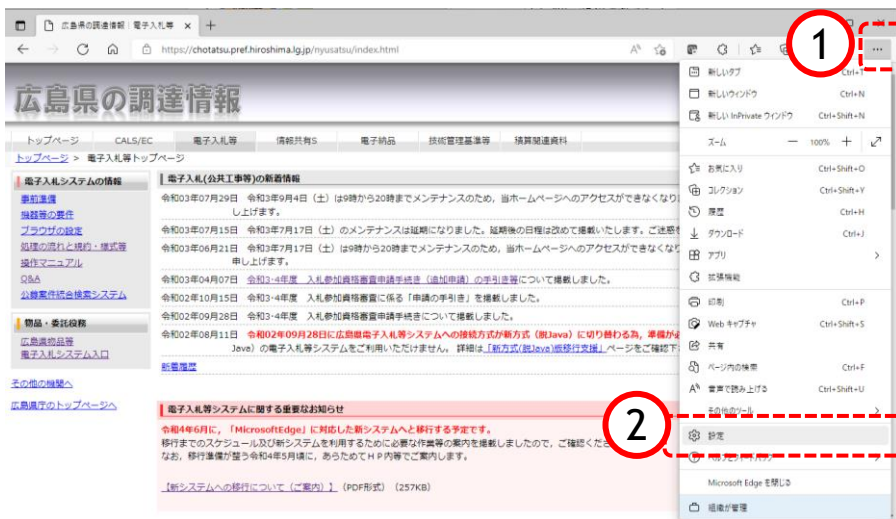 広島県の調達情報 電子入札等
https://chotatsu.pref.hiroshima.lg.jp/nyusatsu/index.html
1
広島県の調達情報
トップページ CALS/EC 電子入札等 情報共有S 電子納品 技術管理基準等 積算関連資料
トップページ > 電子入札等トップページ
電子入札システムの情報
事前準備
機器等の要件
ブラウザの設定
処理の流れと規約・様式等
操作マニュアル
Q&A
公募案件統合検索システム
物品・委託役務
広島県物品等
電子入札システム入口
その他の機関へ
広島県庁のトップページへ
電子入札(公共工事等)の新着情報
令和03年07月29日 令和3年9月4日(土)は9時から20時までメンテナンスのため,当ホームページへのアクセスができなくなり
し上げます。
令和03年07月15日 令和3年7月17日(土)のメンテナンスは延期になりました。延期後の日程は改めて掲載いたします。ご迷惑
令和03年06月21日 令和3年7月17日(土)は9時から20時までメンテナンスのため,当ホームページへのアクセスができなくなり
申し上げます。
令和03年04月07日 令和3・4年度 入札参加資格審査申請手続き(追加申請)の手引き等について掲載しました。
令和02年10月15日 令和3・4年度 入札参加資格審査に係る「申請の手引き」を掲載しました。
令和02年09月28日 令和3・4年度 入札参加資格審査申請手続きについて掲載しました。
令和02年08月11日 令和02年09月28日に広島県電子入札等システムへの接続方式が新方式(脱Java)に切り替わる為,準備が
Java)の電子入札等システムをご利用いただけません。 詳細は「新方式(脱Java)版移行支援」ページをご確認下
新着履歴
電子入札等システムに関する重要なお知らせ
令和4年6月に,「MicrosoftEdge」に対応した新システムへと移行する予定です。
移行までのスケジュール及び新システムを利用するために必要な作業等の案内を掲載しましたので,ご確認くださ
なお,移行準備が整う令和4年5月頃に,あらためてHP内等でご案内します。
【新システムへの移行について(ご案内)】(PDF形式)(257KB)
新しいタブ Ctrl+T
新しいウィンドウ Ctrl+N
新しい InPrivate ウィンドウ Ctrl+Shift+N
ズーム 100%
お気に入り Ctrl+Shift+O
コレクション Ctrl+Shift+Y
履歴 Ctrl+H
ダウンロード Ctrl+J
アプリ
拡張機能
印刷 Ctrl+P
Web キャプチャ Ctrl+Shift+S
共有
ページ内の検索 Ctrl+F
音声で読み上げる Ctrl+Shift+U
その他のツール
2
設定
ヘルプとフィードバック
Microsoft Edge を閉じる
組織が管理